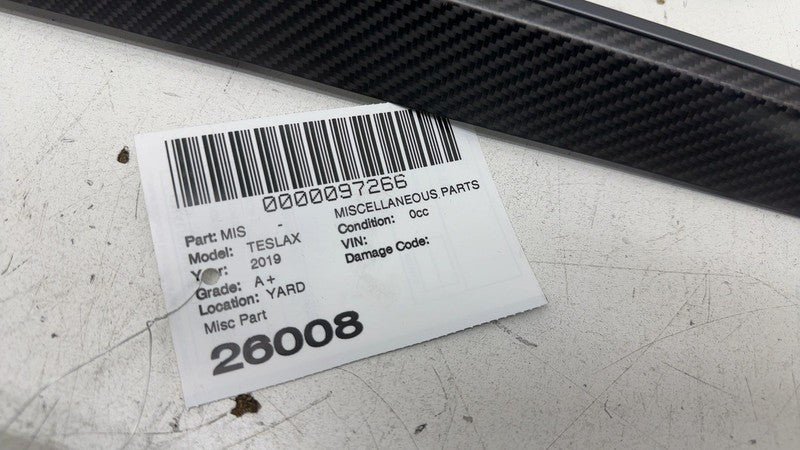 0000097266
Part: MIS - MISCELLANEOUS PARTS
Model: TESLAX Condition: 0cc
Year: 2019 VIN:
Grade: A+ Damage Code:
Location: YARD
Misc Part
26008